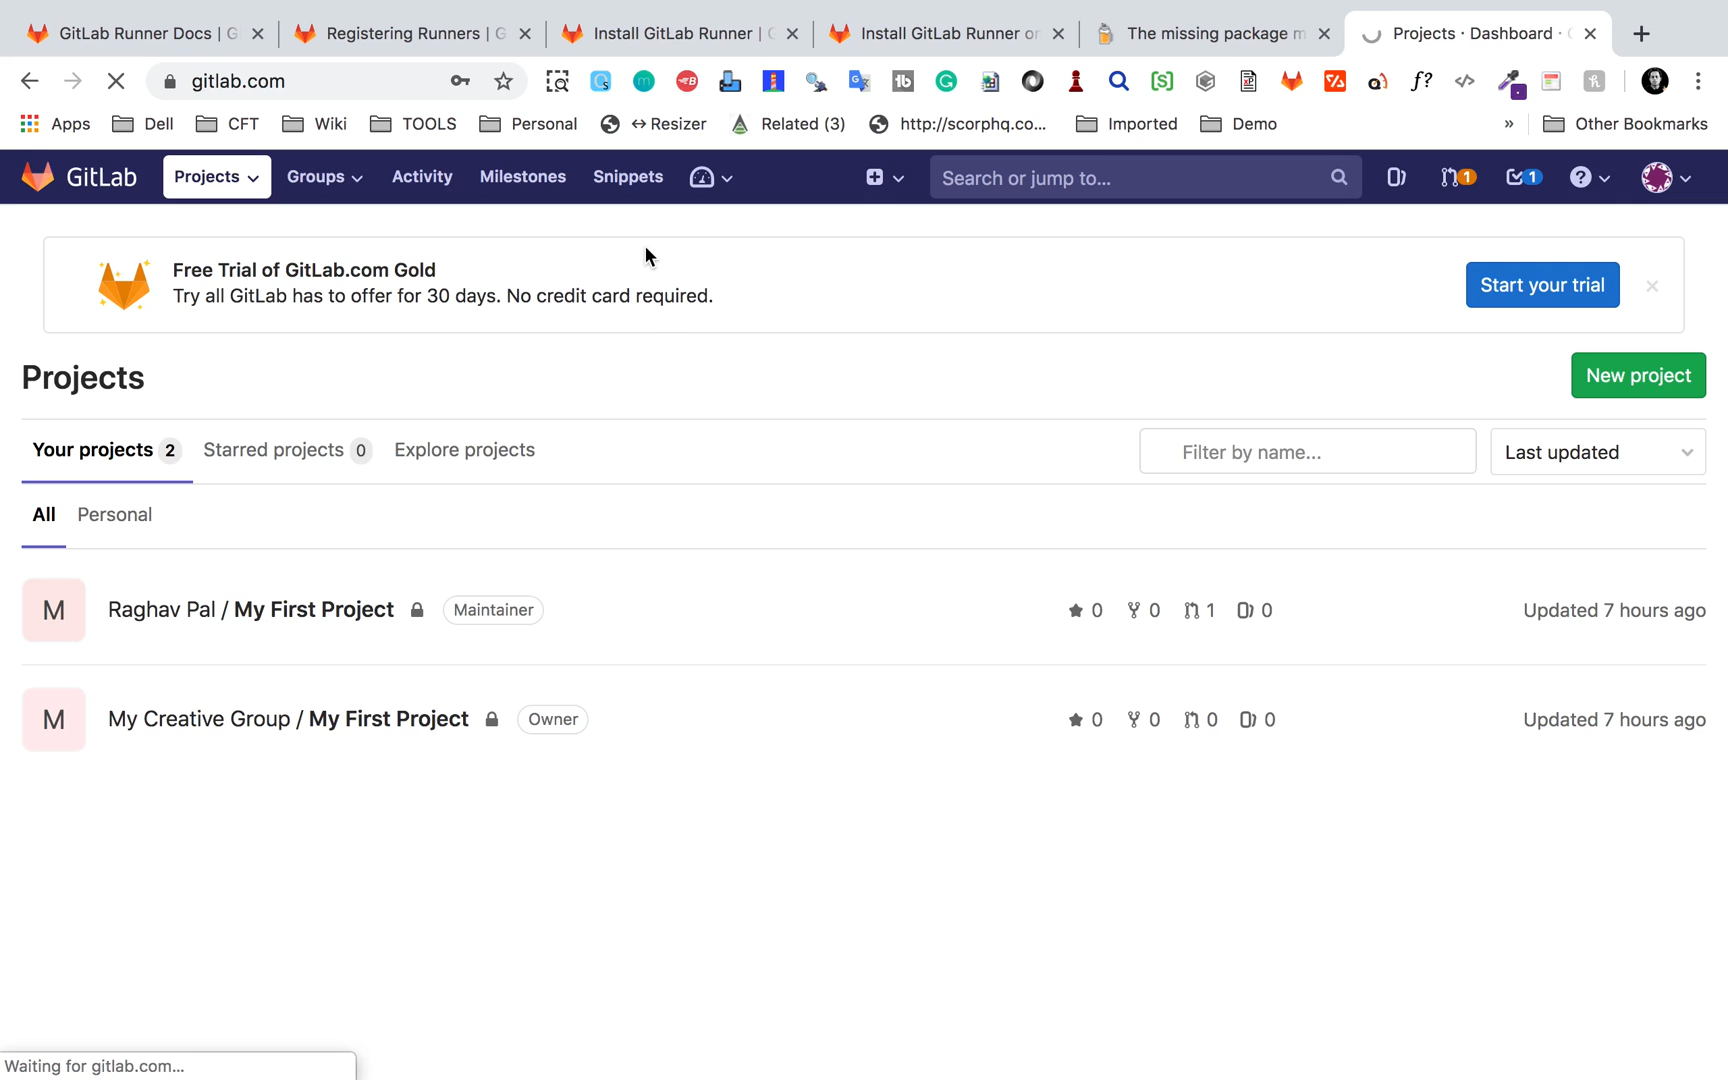 GitLab Runner Docs | G
Registering Runners | G
Install GitLab Runner |
Install GitLab Runner or
The missing package m
Projects · Dashboard ·
gitlab.com
Apps
Dell
CFT
Wiki
TOOLS
Personal
↔Resizer
Related (3)
http://scorphq.co...
Imported
Demo
»
Other Bookmarks
GitLab
Projects
Groups
Activity
Milestones
Snippets
Search or jump to...
1
1
Free Trial of GitLab.com Gold
Try all GitLab has to offer for 30 days. No credit card required.
Start your trial
Projects
New project
Your projects 2
Starred projects 0
Explore projects
Filter by name...
Last updated
All
Personal
M
Raghav Pal / My First Project
Maintainer
0
0
1
0
Updated 7 hours ago
M
My Creative Group / My First Project
Owner
0
0
0
0
Updated 7 hours ago
Waiting for gitlab.com...